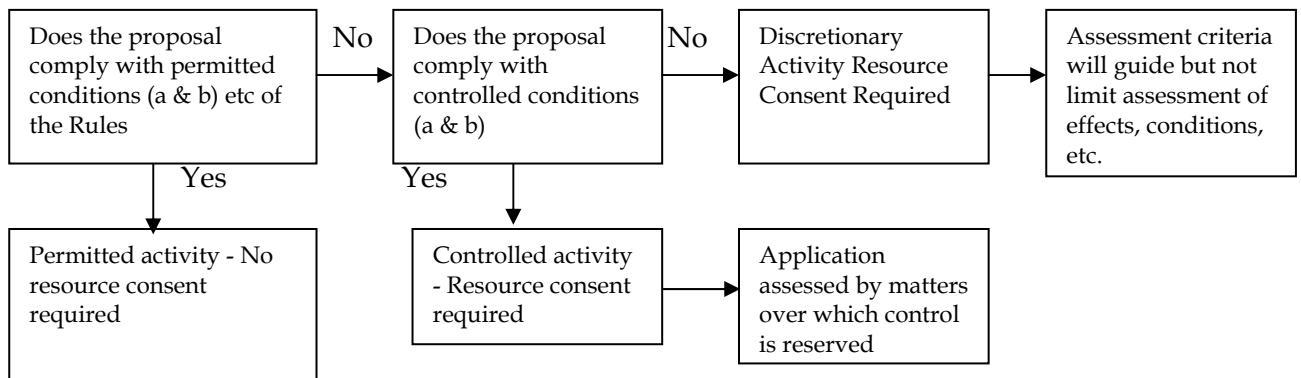 Does the proposal
comply with permitted
conditions (a & b) etc of
the Rules
No
Does the proposal
comply with
controlled conditions
(a & b)
No
Discretionary
Activity Resource
Consent Required
Assessment criteria
will guide but not
limit assessment of
effects, conditions,
etc.
Yes
Yes
Permitted activity - No
resource consent
required
Controlled activity
- Resource consent
required
Application
assessed by matters
over which control
is reserved